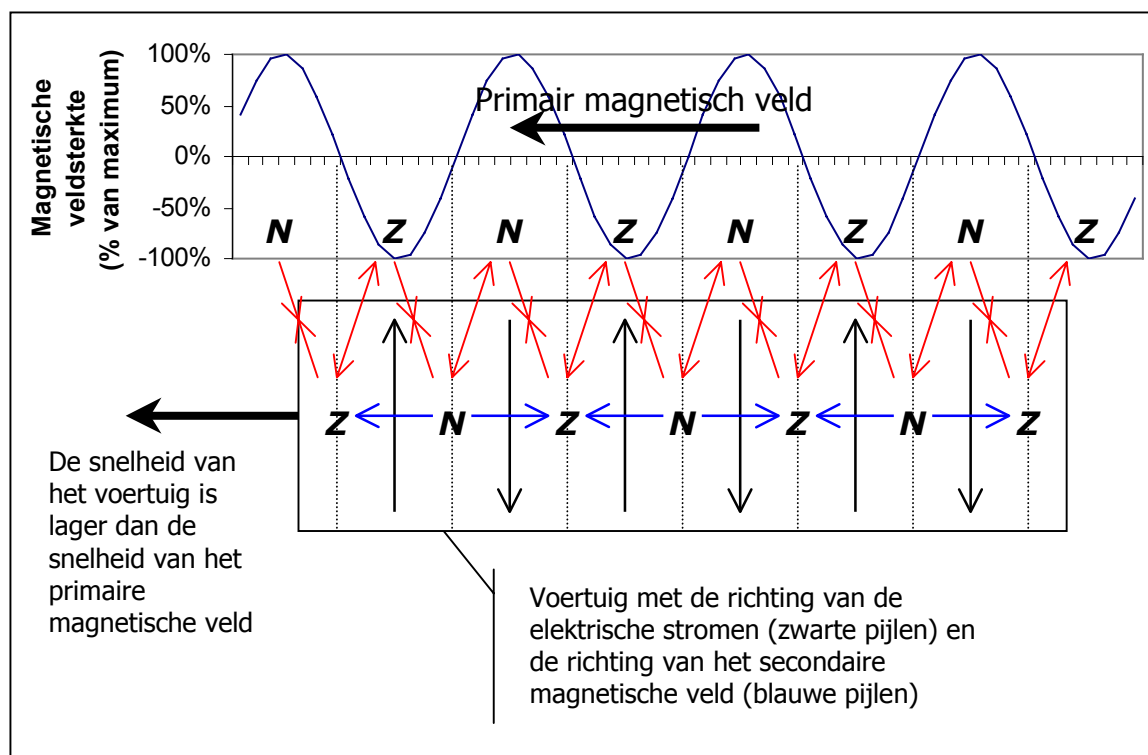 Magnetische
veldsterkte
(% van maximum)
100%
50%
0%
-50%
-100%
Primair magnetisch veld
N Z N Z N Z N Z
Z N Z N Z N Z
De snelheid van
het voertuig is
lager dan de
snelheid van het
primaire
magnetische veld
Voertuig met de richting van de
elektrische stromen (zwarte pijlen) en
de richting van het secondaire
magnetische veld (blauwe pijlen)